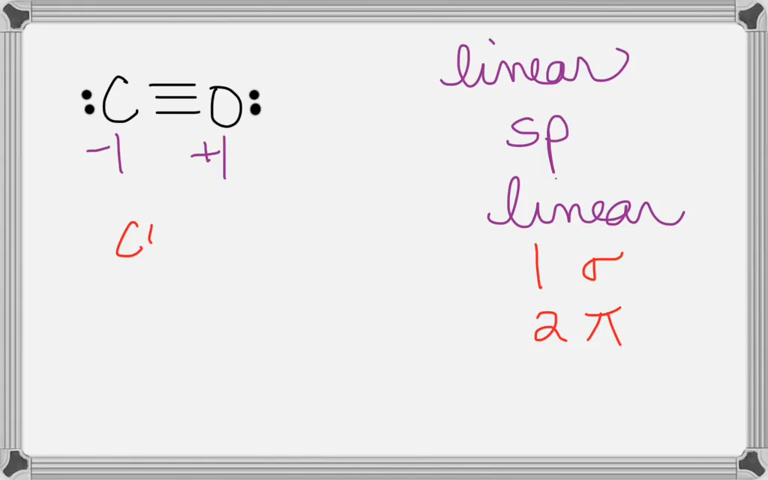 :C≡O:
-1 +1
C
linear
sp
linear
1 σ
2 π